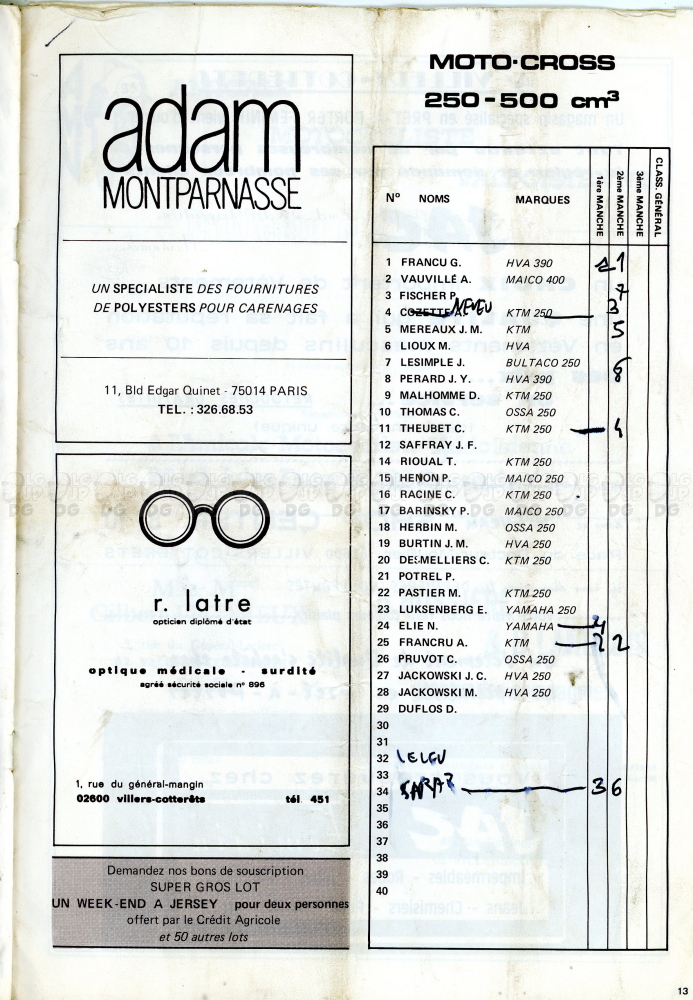 adam
MONTPARNASSE
UN SPECIALISTE DES FOURNITURES
DE POLYESTERS POUR CARENAGES
11, Bld Edgar Quinet - 75014 PARIS
TEL. : 326.68.53
r. latre
opticien diplômé d'état
optique médicale - surdité
agréé sécurité sociale n° 896
1, rue du général-mangin
02600 villers-cotterêts tél. 451
Demandez nos bons de souscription
SUPER GROS LOT
UN WEEK-END A JERSEY pour deux personnes
offert par le Crédit Agricole
et 50 autres lots
MOTO-CROSS
250-500 cm³
N° NOMS MARQUES 1ère MANCHE 2ème MANCHE 3ème MANCHE CLASS. GÉNÉRAL
1 FRANCU G. HVA 390 1
2 VAUVILLÉ A. MAICO 400
3 FISCHER P. 7
4 COZETTE A. NEVEU KTM 250 3
5 MEREAUX J. M. KTM 5
6 LIOUX M. HVA
7 LESIMPLE J. BULTACO 250
8 PERARD J. Y. HVA 390 8
9 MALHOMME D. KTM 250
10 THOMAS C. OSSA 250
11 THEUBET C. KTM 250 4
12 SAFFRAY J. F.
14 RIOUAL T. KTM 250
15 HENON P. MAICO 250
16 RACINE C. KTM 250
17 BARINSKY P. MAICO 250
18 HERBIN M. OSSA 250
19 BURTIN J. M. HVA 250
20 DESMELLIERS C. KTM 250
21 POTREL P.
22 PASTIER M. KTM 250
23 LUKSENBERG E. YAMAHA 250
24 ELIE N. YAMAHA 4
25 FRANCRU A. KTM 2 2
26 PRUVOT C. OSSA 250
27 JACKOWSKI J. C. HVA 250
28 JACKOWSKI M. HVA 250
29 DUFLOS D.
30
31
32 LELEU
33
34 SARAZ 3 6
35
36
37
38
39
40
13